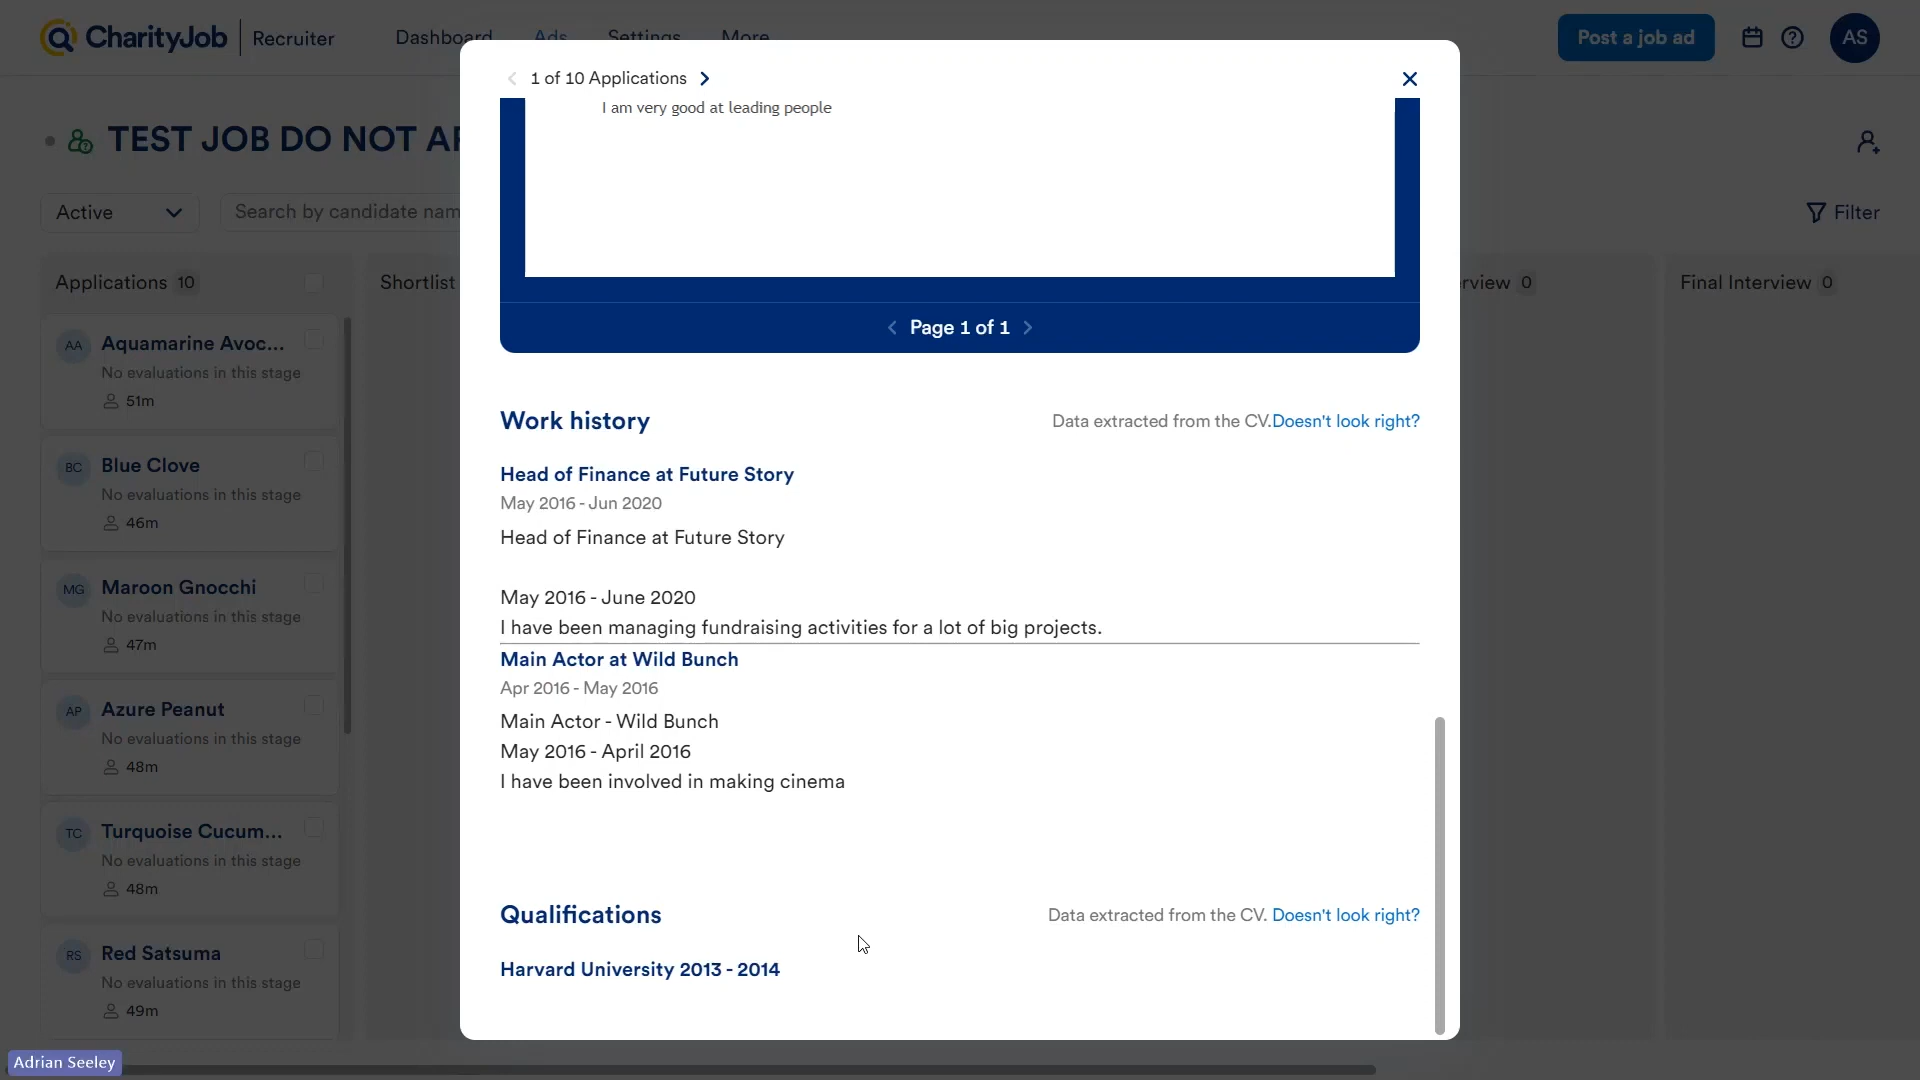 CharityJob Recruiter Dashboard Ads Settings More Post a job ad AS
1 of 10 Applications
I am very good at leading people
TEST JOB DO NOT AP
Active Search by candidate nam Filter
Applications 10 Shortlist rview 0 Final Interview 0
AA Aquamarine Avoc...
No evaluations in this stage
51m
BC Blue Clove
No evaluations in this stage
46m
MG Maroon Gnocchi
No evaluations in this stage
47m
AP Azure Peanut
No evaluations in this stage
48m
TC Turquoise Cucum...
No evaluations in this stage
48m
RS Red Satsuma
No evaluations in this stage
49m
Page 1 of 1
Work history Data extracted from the CV.Doesn't look right?
Head of Finance at Future Story
May 2016 - Jun 2020
Head of Finance at Future Story
May 2016 - June 2020
I have been managing fundraising activities for a lot of big projects.
Main Actor at Wild Bunch
Apr 2016 - May 2016
Main Actor - Wild Bunch
May 2016 - April 2016
I have been involved in making cinema
Qualifications Data extracted from the CV. Doesn't look right?
Harvard University 2013 - 2014
Adrian Seeley